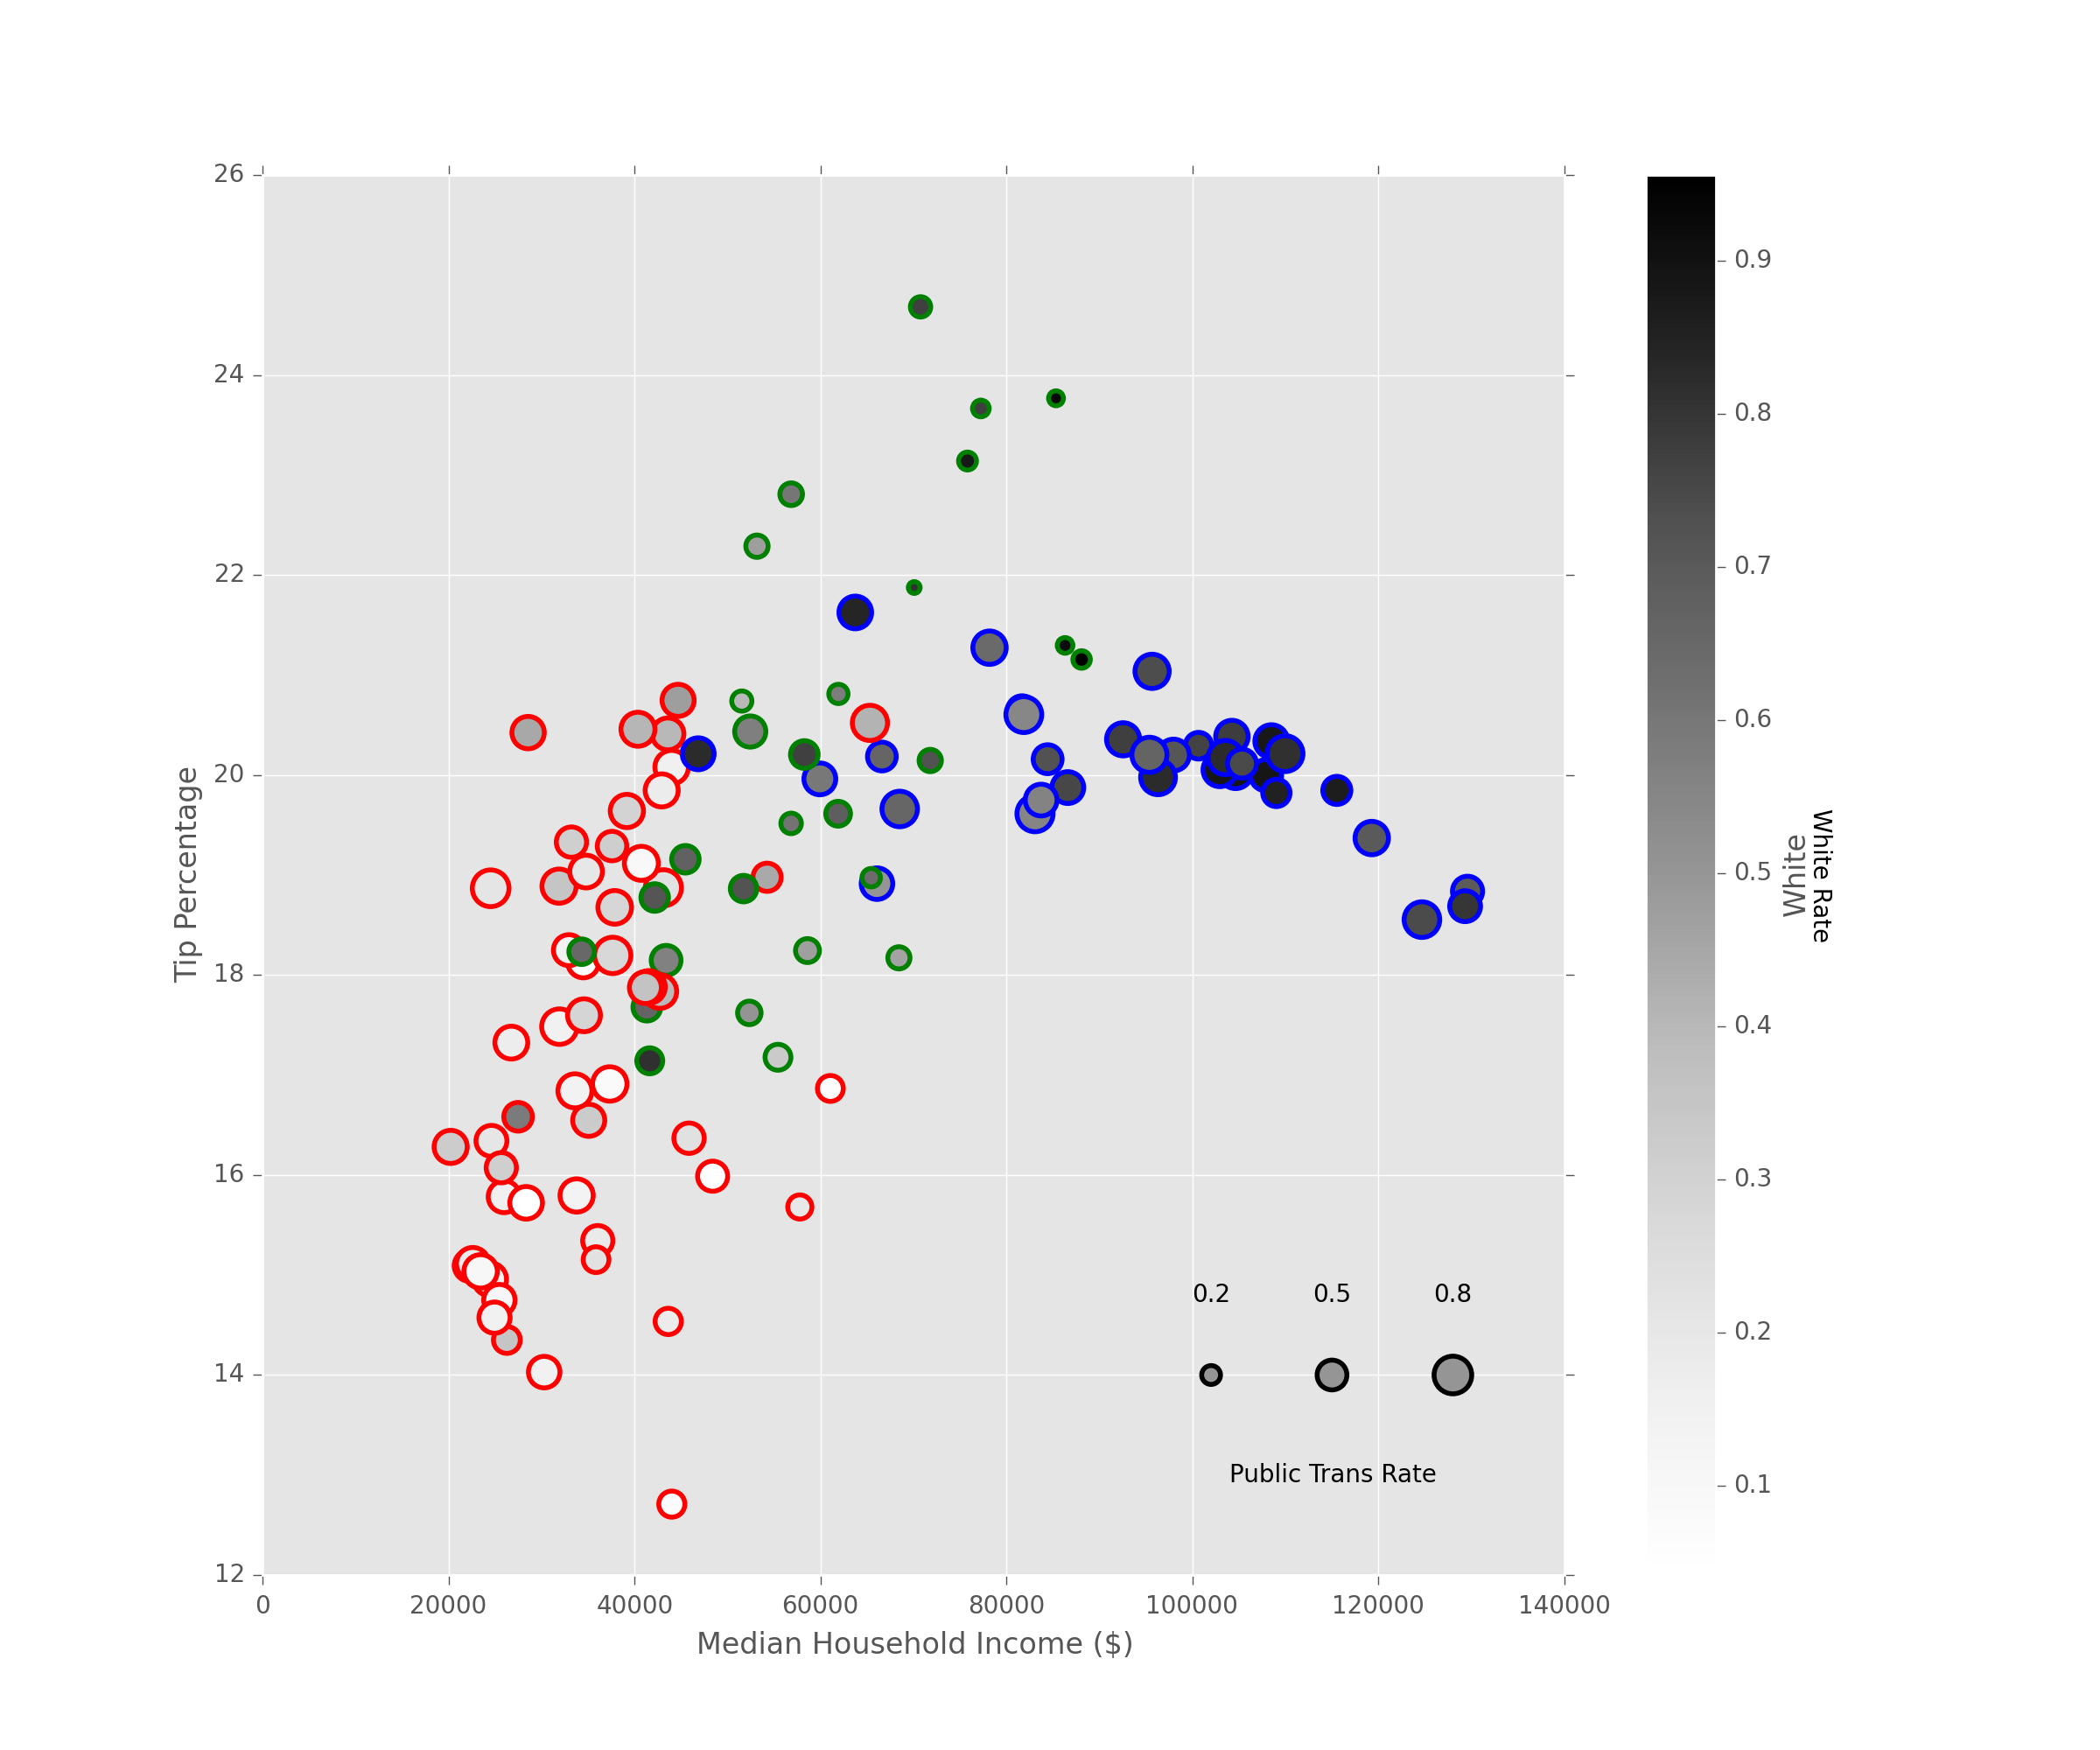 26
24
22
20
18
16
14
12
Tip Percentage
0 20000 40000 60000 80000 100000 120000 140000
Median Household Income ($)
0.2 0.5 0.8
Public Trans Rate
0.9
0.8
0.7
0.6
0.5
0.4
0.3
0.2
0.1
White
White Rate